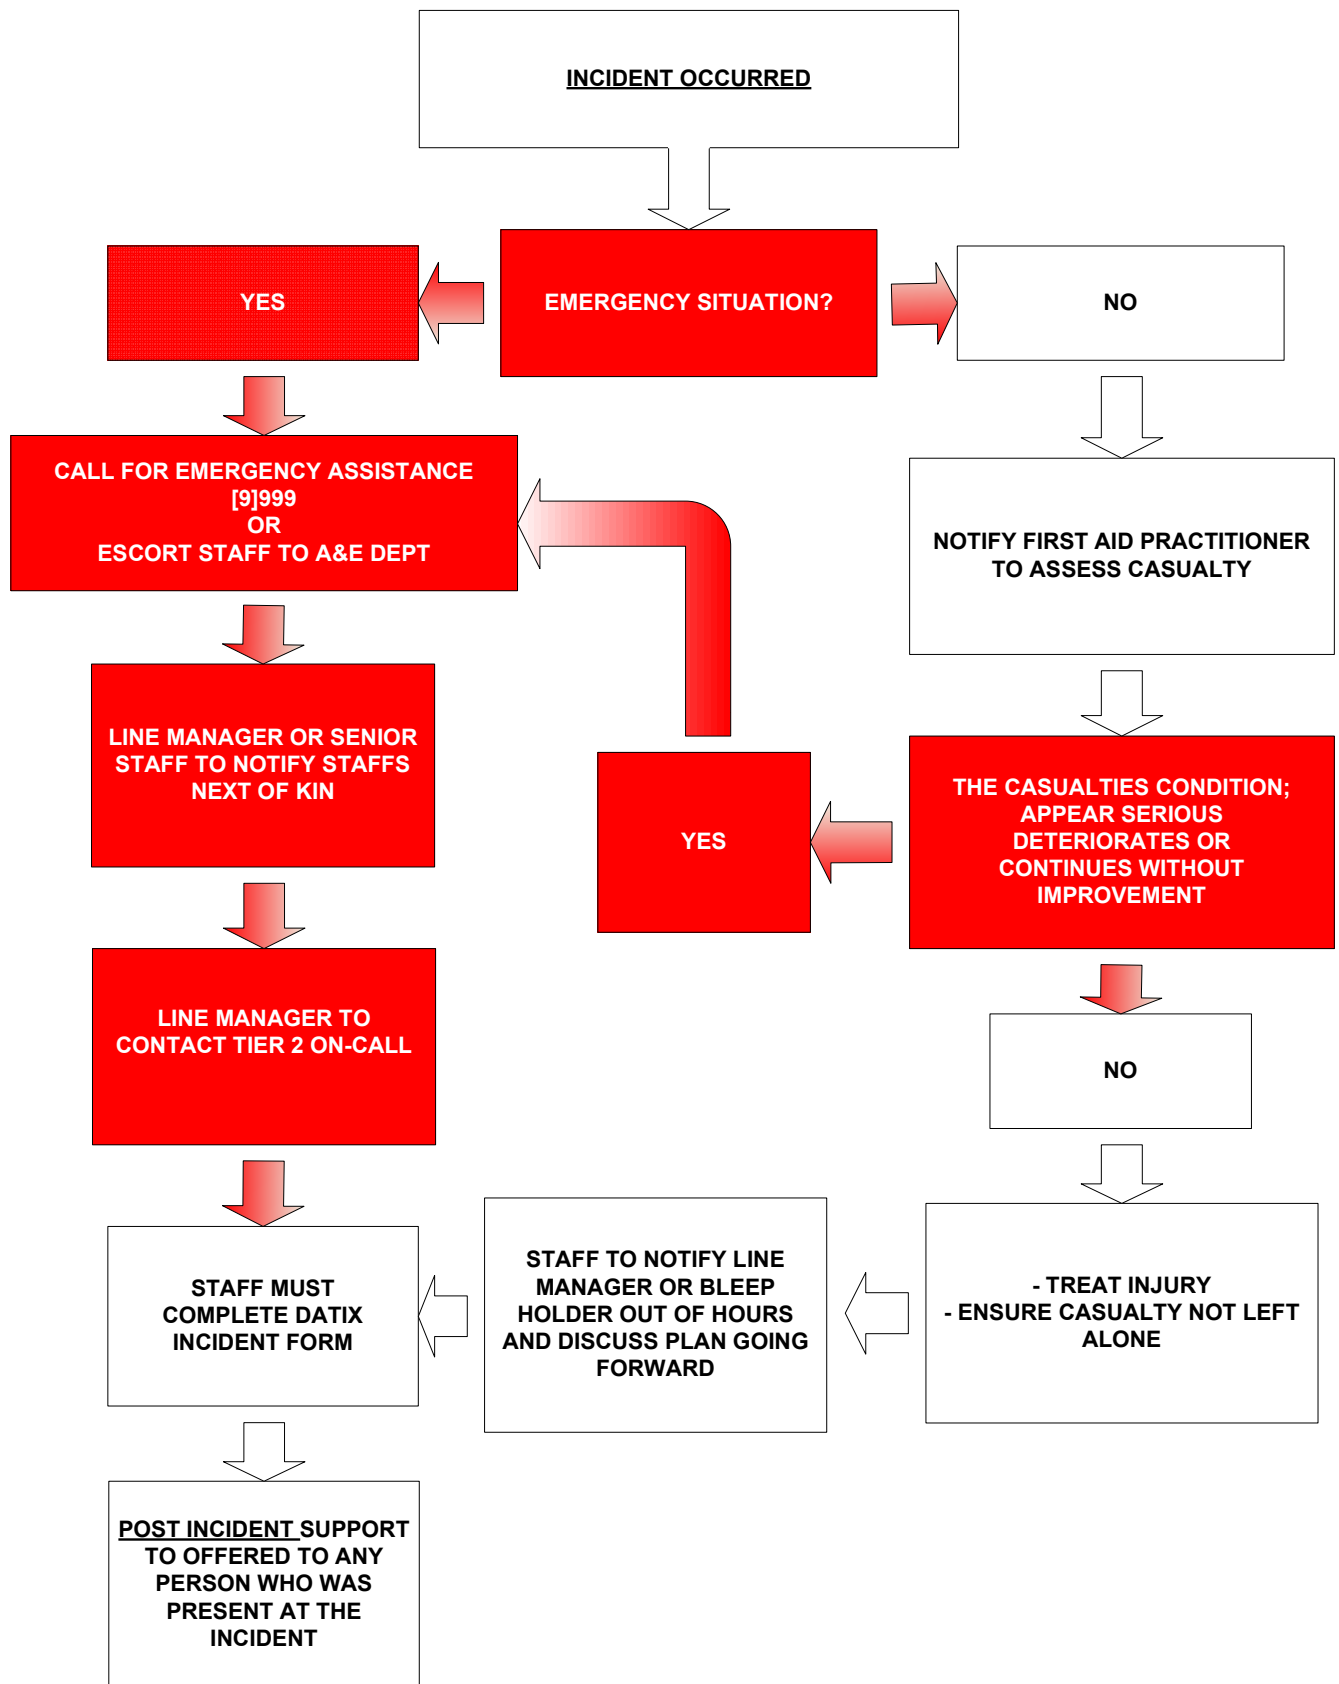 INCIDENT OCCURRED
YES
EMERGENCY SITUATION?
NO
CALL FOR EMERGENCY ASSISTANCE
[9]999
OR
ESCORT STAFF TO A&E DEPT
NOTIFY FIRST AID PRACTITIONER
TO ASSESS CASUALTY
LINE MANAGER OR SENIOR
STAFF TO NOTIFY STAFFS
NEXT OF KIN
YES
THE CASUALTIES CONDITION;
APPEAR SERIOUS
DETERIORATES OR
CONTINUES WITHOUT
IMPROVEMENT
LINE MANAGER TO
CONTACT TIER 2 ON-CALL
NO
STAFF MUST
COMPLETE DATIX
INCIDENT FORM
STAFF TO NOTIFY LINE
MANAGER OR BLEEP
HOLDER OUT OF HOURS
AND DISCUSS PLAN GOING
FORWARD
- TREAT INJURY
- ENSURE CASUALTY NOT LEFT
ALONE
POST INCIDENT SUPPORT
TO OFFERED TO ANY
PERSON WHO WAS
PRESENT AT THE
INCIDENT